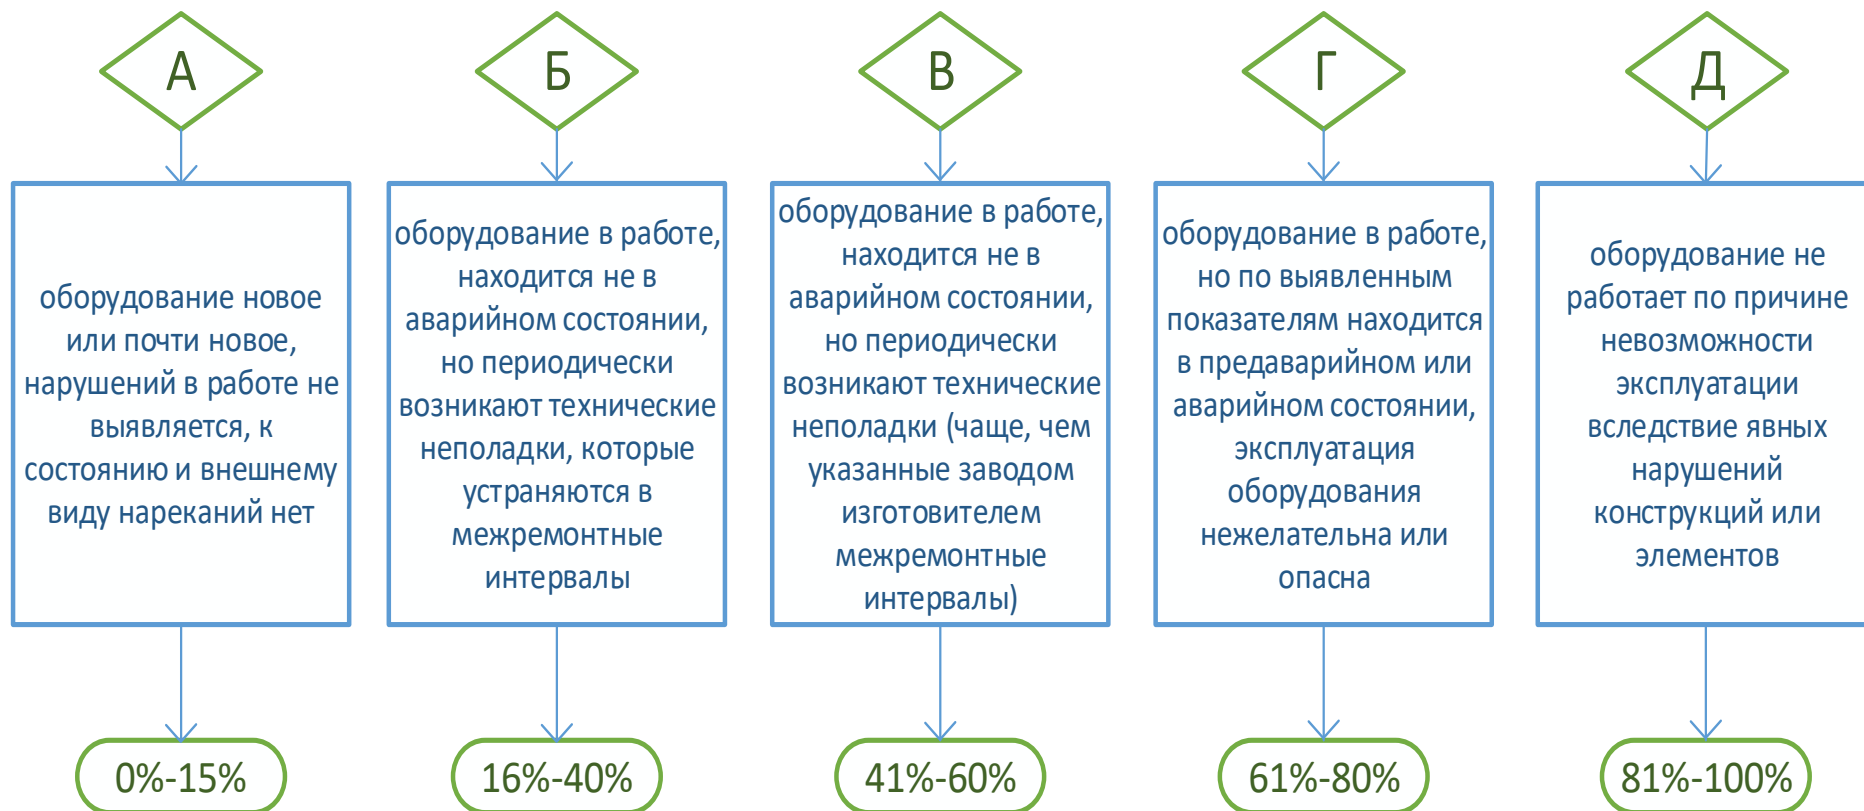 А
оборудование новое
или почти новое,
нарушений в работе не
выявляется, к
состоянию и внешнему
виду нареканий нет
0%-15%
Б
оборудование в работе,
находится не в
аварийном состоянии,
но периодически
возникают технические
неполадки, которые
устраняются в
межремонтные
интервалы
16%-40%
В
оборудование в работе,
находится не в
аварийном состоянии,
но периодически
возникают технические
неполадки (чаще, чем
указанные заводом
изготовителем
межремонтные
интервалы)
41%-60%
Г
оборудование в работе,
но по выявленным
показателям находится
в предаварийном или
аварийном состоянии,
эксплуатация
оборудования
нежелательна или
опасна
61%-80%
Д
оборудование не
работает по причине
невозможности
эксплуатации
вследствие явных
нарушений
конструкций или
элементов
81%-100%